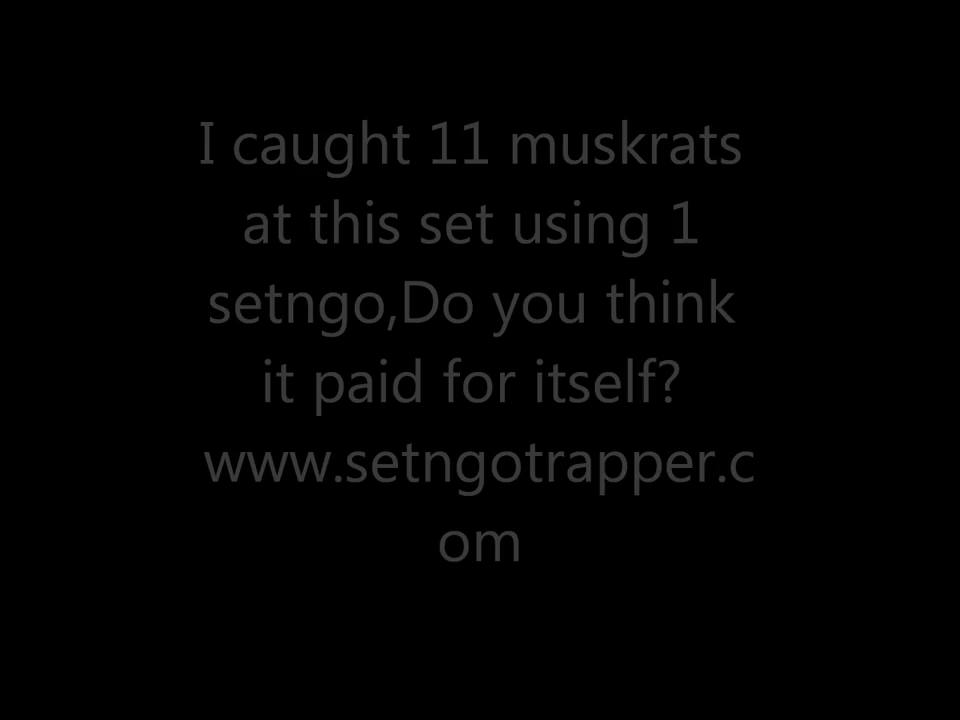 I caught 11 muskrats
at this set using 1
setngo,Do you think
it paid for itself?
www.setngotrapper.c
om